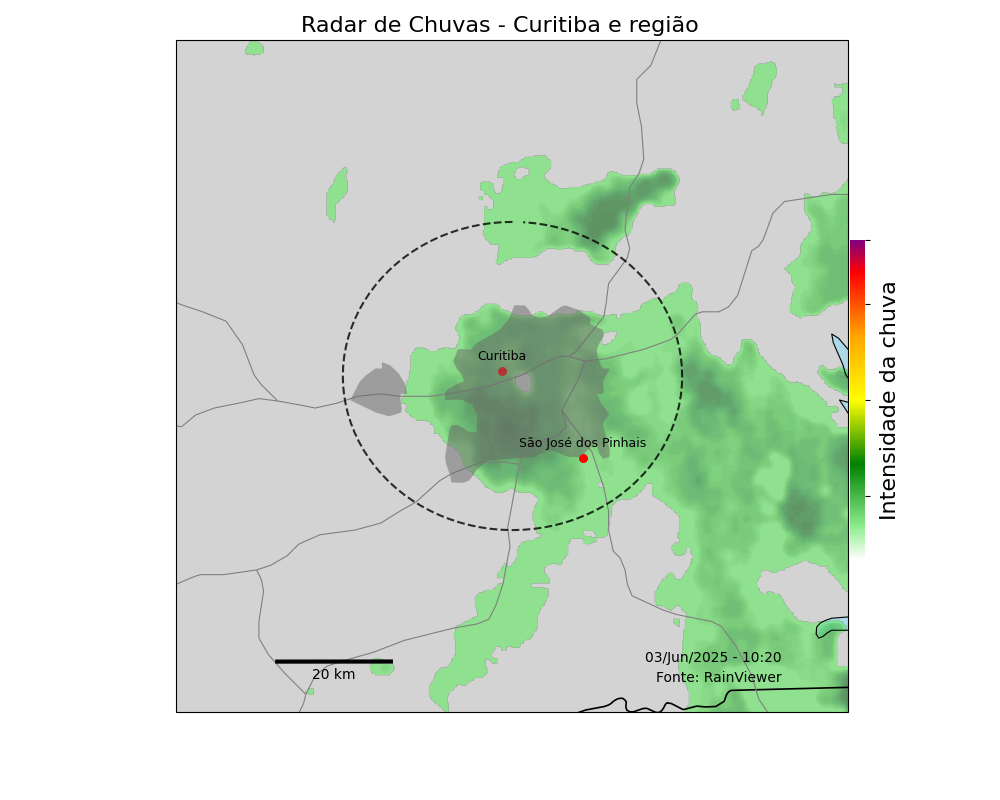 Radar de Chuvas - Curitiba e região
Curitiba
São José dos Pinhais
Intensidade da chuva
03/Jun/2025 - 10:20
Fonte: RainViewer
20 km